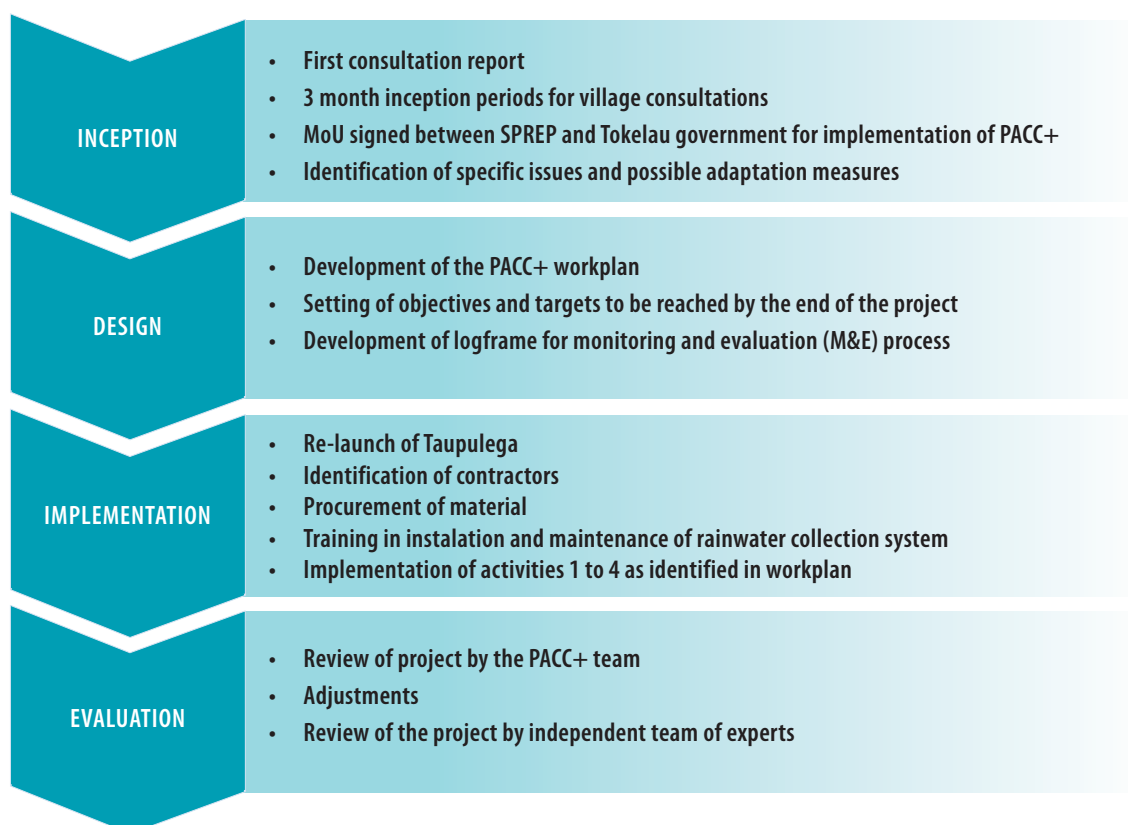 INCEPTION
• First consultation report
• 3 month inception periods for village consultations
• MoU signed between SPREP and Tokelau government for implementation of PACC+
• Identification of specific issues and possible adaptation measures
DESIGN
• Development of the PACC+ workplan
• Setting of objectives and targets to be reached by the end of the project
• Development of logframe for monitoring and evaluation (M&E) process
IMPLEMENTATION
• Re-launch of Taupulega
• Identification of contractors
• Procurement of material
• Training in instalation and maintenance of rainwater collection system
• Implementation of activities 1 to 4 as identified in workplan
EVALUATION
• Review of project by the PACC+ team
• Adjustments
• Review of the project by independent team of experts